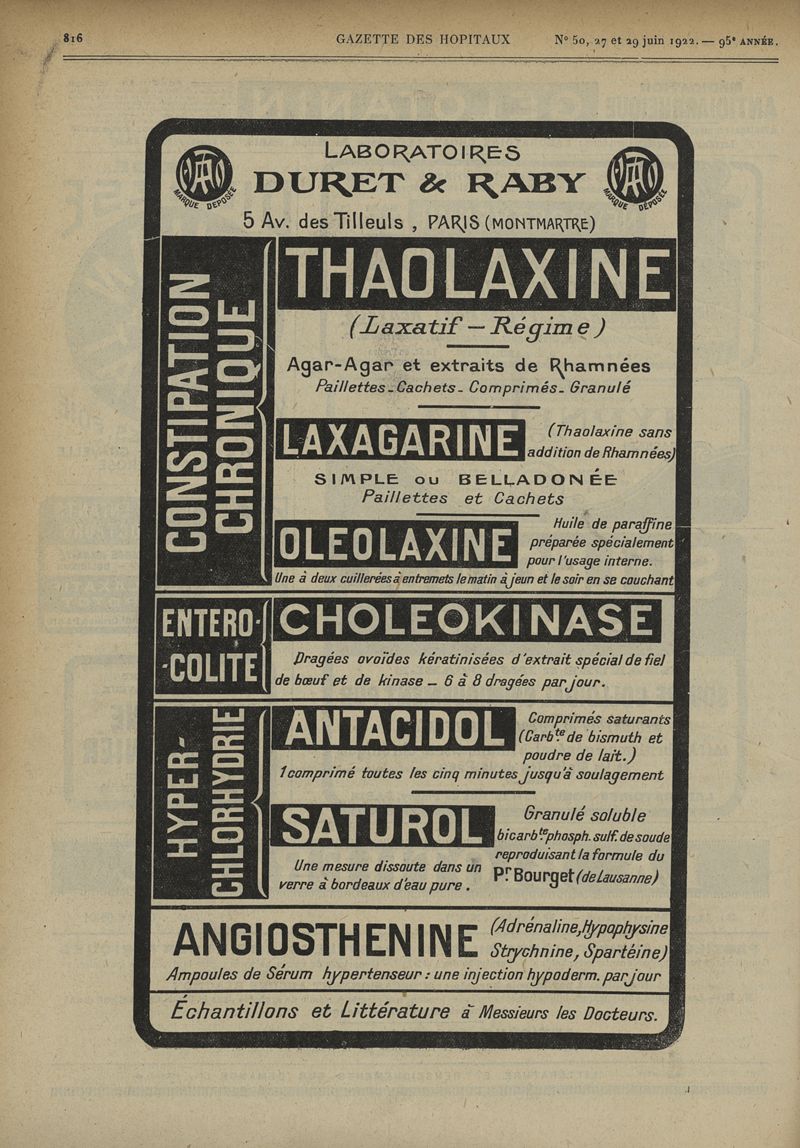 816
GAZETTE DES HOPITAUX
N° 50, 27 et 29 juin 1922. — 95e ANNÉE.
LABORATOIRES
DURET & RABY
MARQUE DEPOSÉE
MARQUE DÉPOSÉE
5 Av. des Tilleuls, PARIS (MONTMARTRE)
CONSTIPATION
CHRONIQUE
THAOLAXINE
(Laxatif — Régime)
Agar-Agar et extraits de Rhamnées
Paillettes_Cachets_ Comprimés_ Granulé
LAXAGARINE
(Thaolaxine sans
addition de Rhamnées)
SIMPLE OU BELLADONÉE
Paillettes et Cachets
OLEOLAXINE
Huile de paraffine
préparée spécialement
pour l'usage interne.
Une à deux cuillerées à entremets le matin à jeun et le soir en se couchant
ENTERO-
-COLITE
CHOLEOKINASE
Dragées ovoïdes kératinisées d'extrait spécial de fiel
de bœuf et de kinase _ 6 à 8 dragées par jour.
HYPER-
CHLORHYDRIE
ANTACIDOL
Comprimés saturants
(Carbte. de bismuth et
poudre de lait.)
1 comprimé toutes les cinq minutes jusqu'à soulagement
SATUROL
Granulé soluble
bicarbte. phosph. sulf. de soude
reproduisant la formule du
Pr. Bourget (de Lausanne)
Une mesure dissoute dans un
verre à bordeaux d'eau pure.
ANGIOSTHENINE
(Adrénaline, Hypophysine
Strychnine, Spartéine)
Ampoules de Sérum hypertenseur : une injection hypoderm. par jour
Échantillons et Littérature à Messieurs les Docteurs.